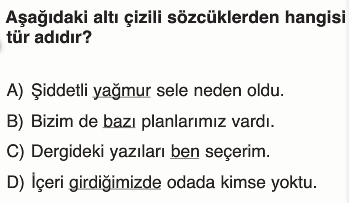 Aşağıdaki altı çizili sözcüklerden hangisi
tür adıdır?
A) Şiddetli yağmur sele neden oldu.
B) Bizim de bazı planlarımız vardı.
C) Dergideki yazıları ben seçerim.
D) İçeri girdiğimizde odada kimse yoktu.